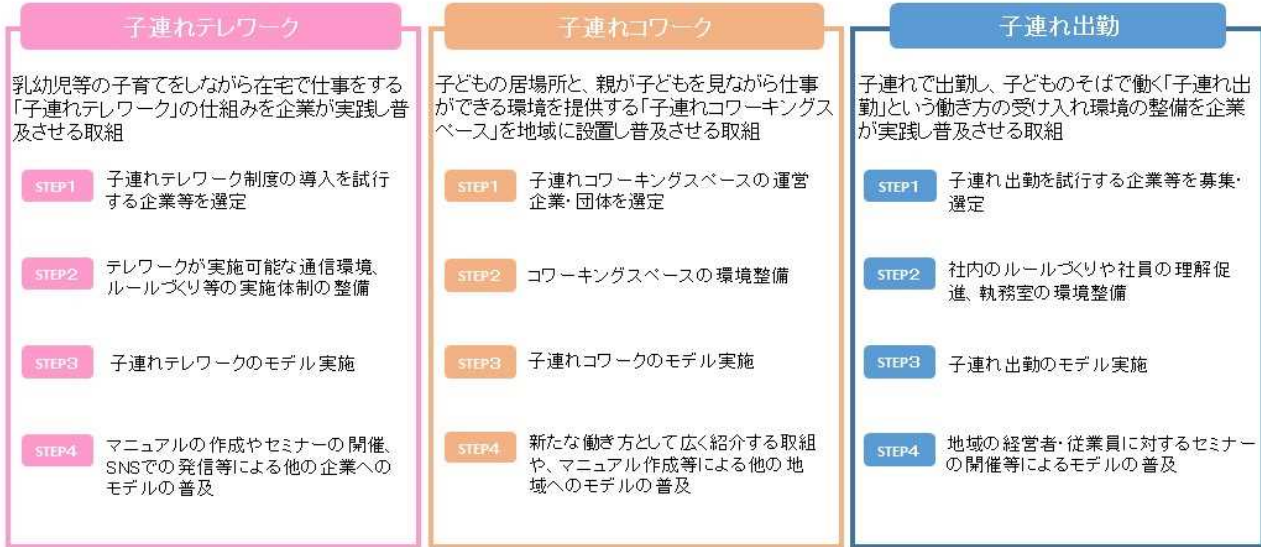 子連れテレワーク
乳幼児等の子育てをしながら在宅で仕事をする
「子連れテレワーク」の仕組みを企業が実践し普
及させる取組
STEP1
子連れテレワーク制度の導入を試行
する企業等を選定
STEP2
テレワークが実施可能な通信環境、
ルールづくり等の実施体制の整備
STEP3
子連れテレワークのモデル実施
STEP4
マニュアルの作成やセミナーの開催、
SNSでの発信等による他の企業への
モデルの普及
子連れコワーク
子どもの居場所と、親が子どもを見ながら仕事
ができる環境を提供する「子連れコワーキングス
ペース」を地域に設置し普及させる取組
STEP1
子連れコワーキングスペースの運営
企業・団体を選定
STEP2
コワーキングスペースの環境整備
STEP3
子連れコワークのモデル実施
STEP4
新たな働き方として広く紹介する取組
や、マニュアル作成等による他の地
域へのモデルの普及
子連れ出勤
子連れで出勤し、子どものそばで働く「子連れ出
勤」という働き方の受け入れ環境の整備を企業
が実践し普及させる取組
STEP1
子連れ出勤を試行する企業等を募集・
選定
STEP2
社内のルールづくりや社員の理解促
進、執務室の環境整備
STEP3
子連れ出勤のモデル実施
STEP4
地域の経営者・従業員に対するセミナー
の開催等によるモデルの普及